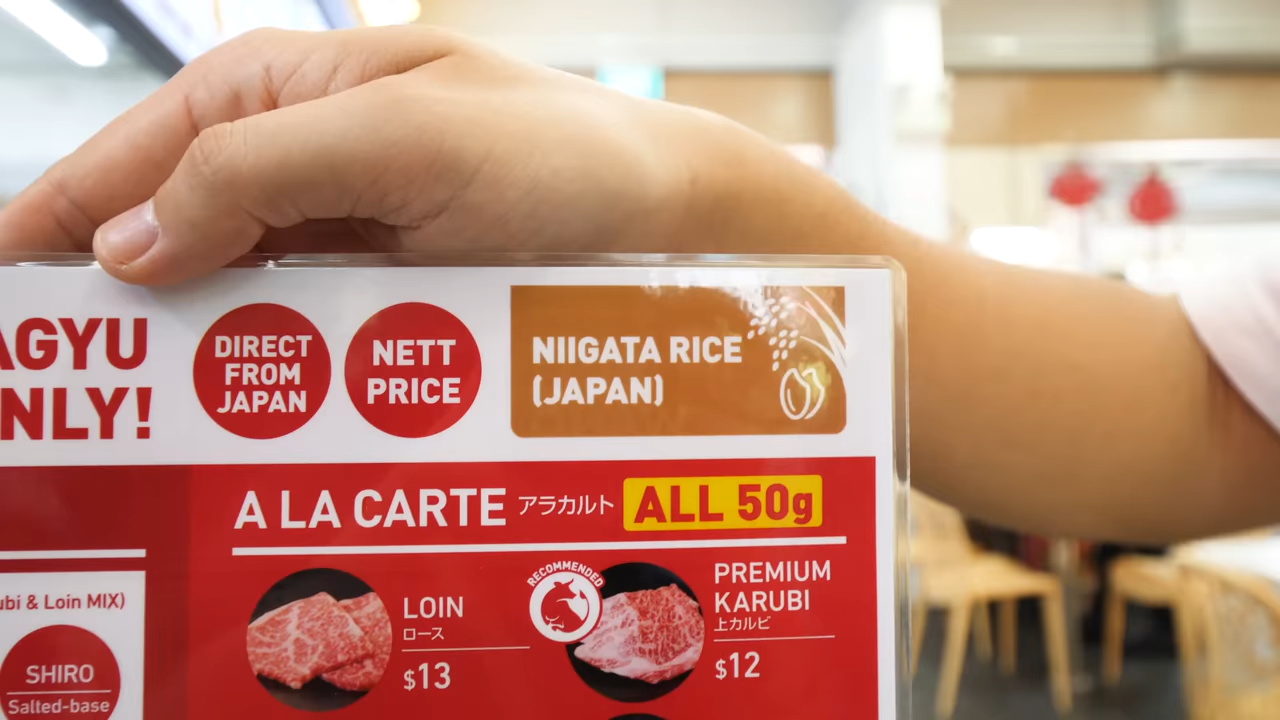 AGYU
NLY!
DIRECT
FROM
JAPAN
NETT
PRICE
NIIGATA RICE
(JAPAN)
A LA CARTE アラカルト ALL 50g
ubi & Loin MIX)
SHIRO
Salted-base
LOIN
ロース
$13
RECOMMENDED
PREMIUM
KARUBI
上カルビ
$12